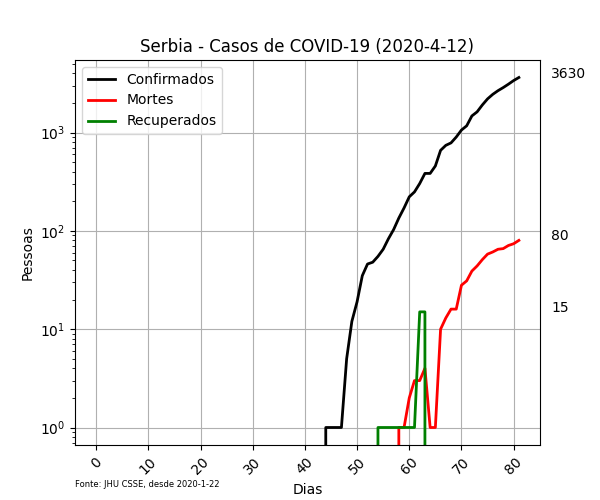 Serbia - Casos de COVID-19 (2020-4-12)
Confirmados
Mortes
Recuperados
3630
80
15
Pessoas
10³
10²
10¹
10⁰
0 10 20 30 40 50 60 70 80
Fonte: JHU CSSE, desde 2020-1-22
Dias